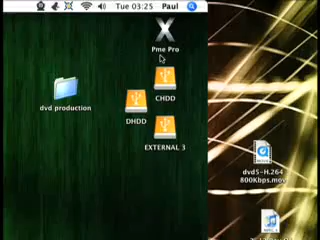 Tue 03:25 Paul
Pme Pro
CHDD
dvd production
DHDD
EXTERNAL 3
dvd5-H.264
800Kbps.mov